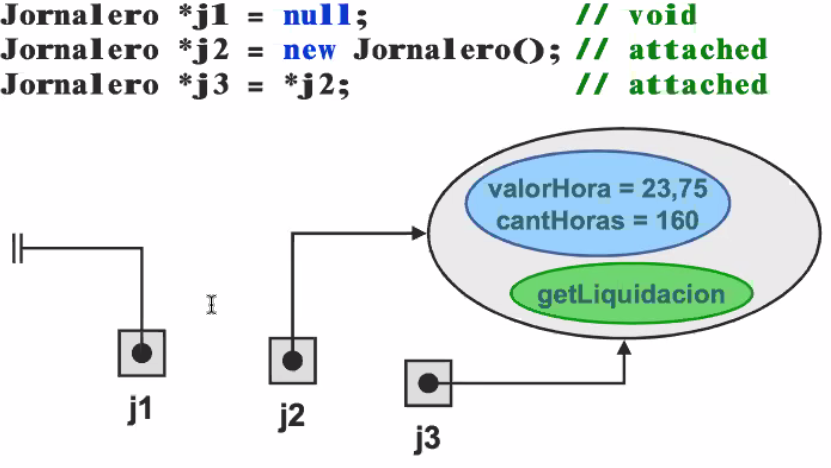 Jornalero *j1 = null; // void
Jornalero *j2 = new Jornalero(); // attached
Jornalero *j3 = *j2; // attached
valorHora = 23,75
cantHoras = 160
getLiquidacion
j1
j2
j3